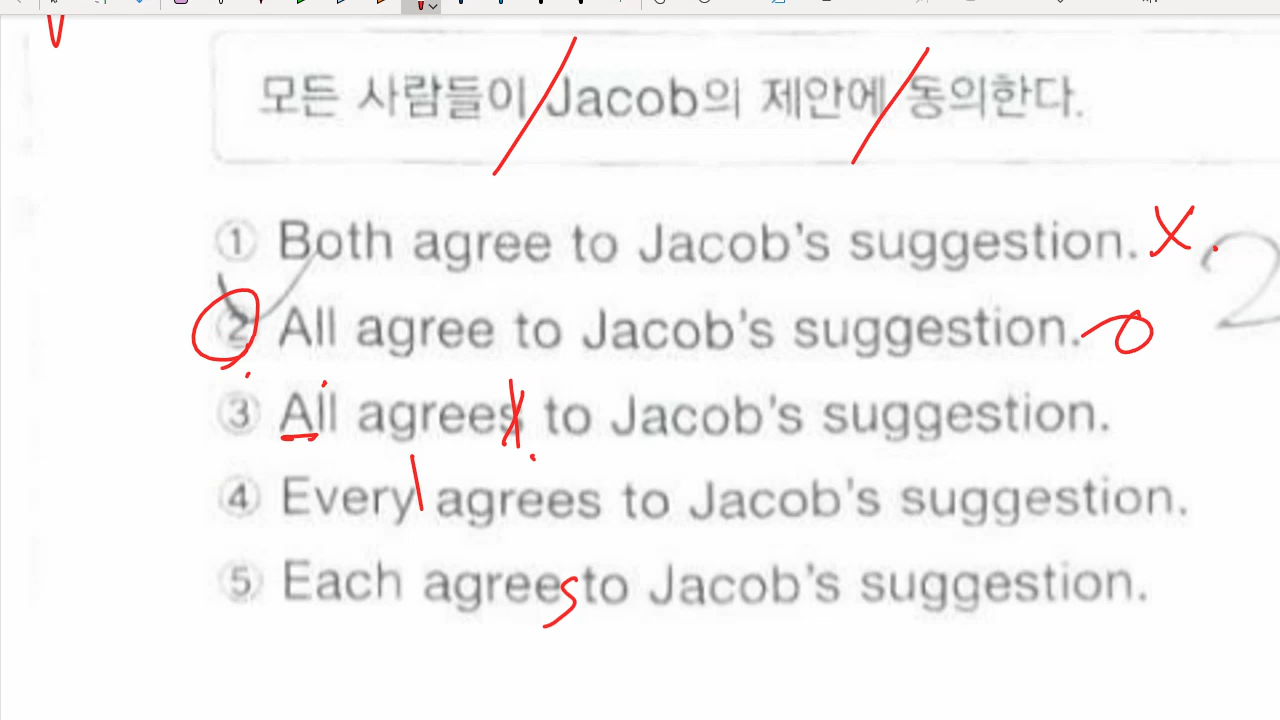 모든 사람들이 Jacob의 제안에 동의한다.
① Both agree to Jacob's suggestion. X.
② All agree to Jacob's suggestion. O 2
③ All agrees to Jacob's suggestion.
④ Every agrees to Jacob's suggestion.
⑤ Each agrees to Jacob's suggestion.